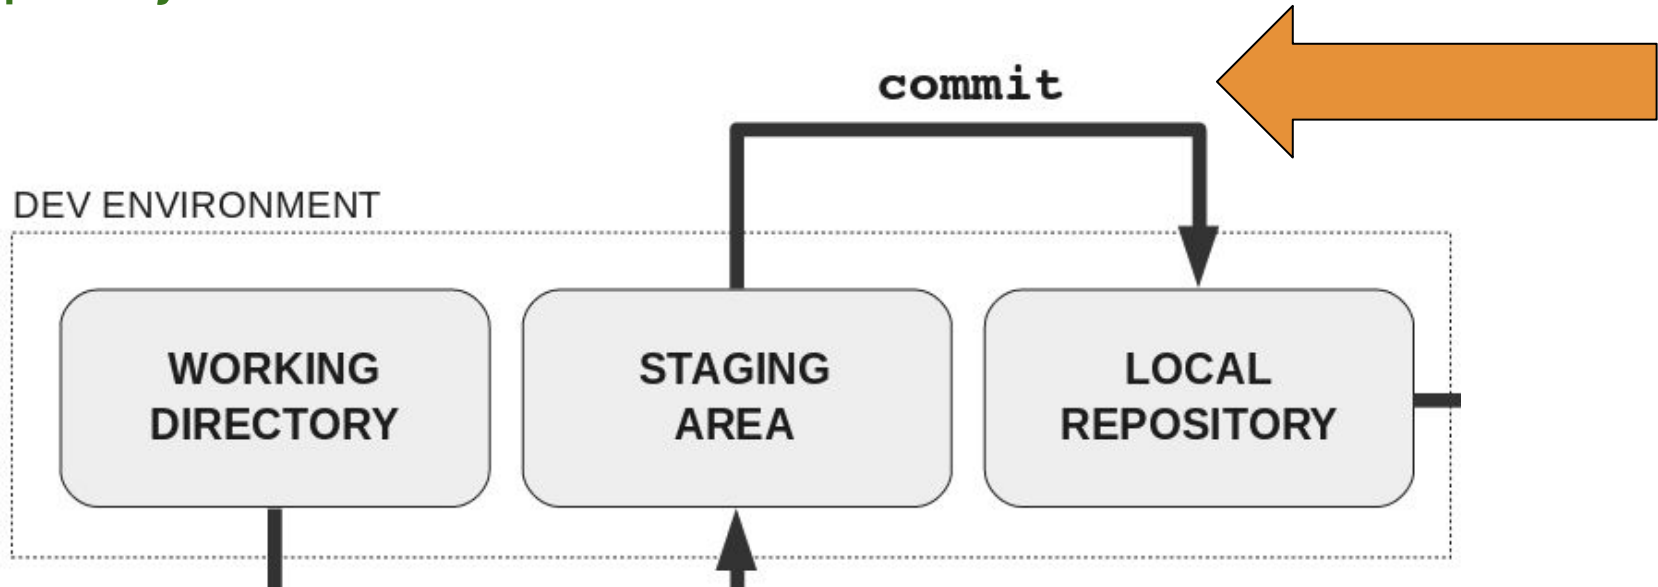 commit
DEV ENVIRONMENT
WORKING
DIRECTORY
STAGING
AREA
LOCAL
REPOSITORY